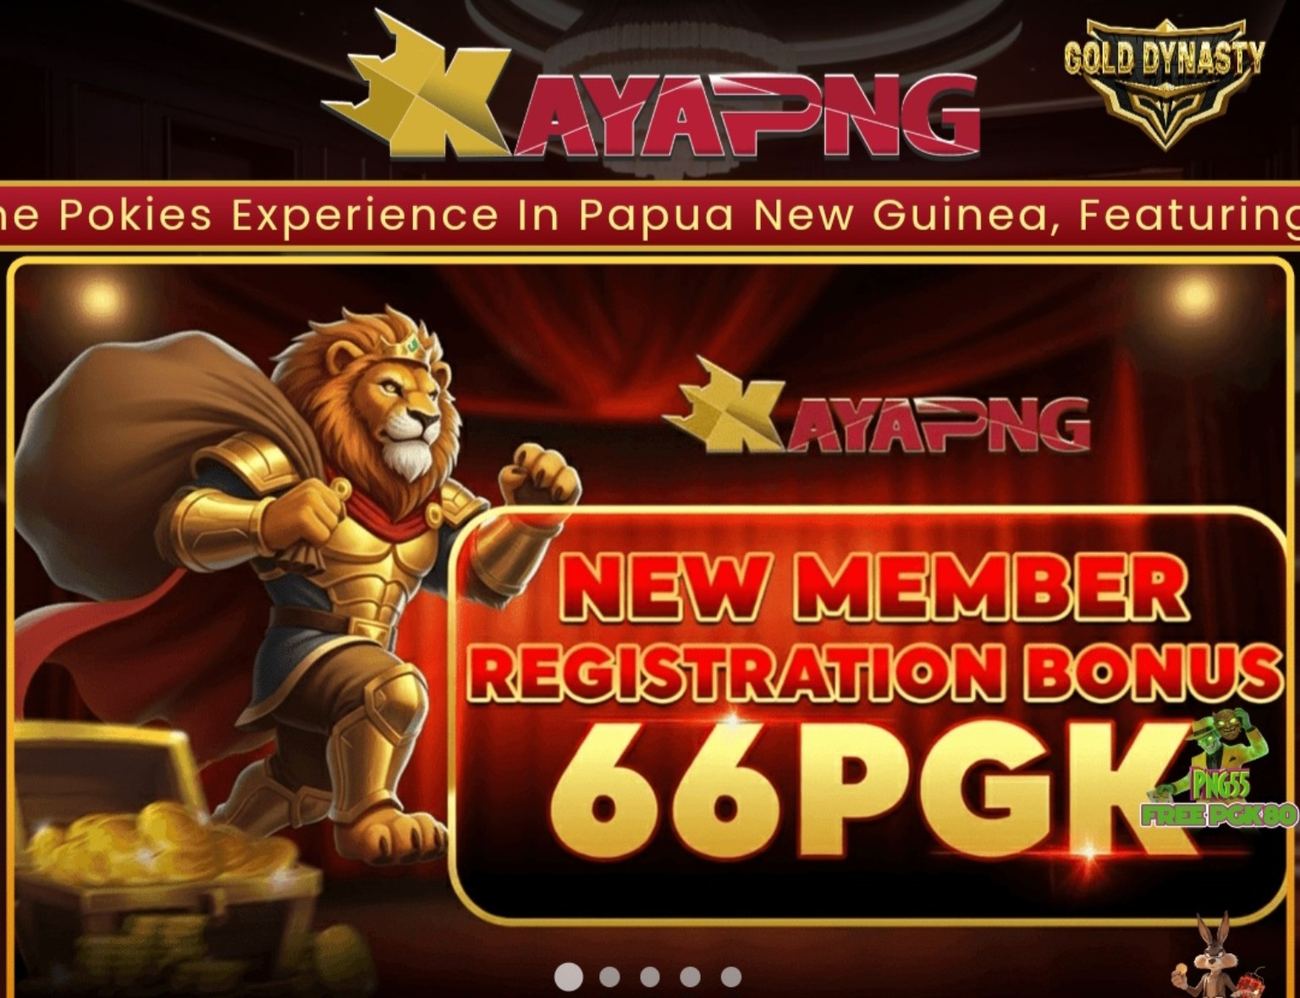 KAYAPNG
GOLD DYNASTY
ne Pokies Experience In Papua New Guinea, Featuring
KAYAPNG
NEW MEMBER
REGISTRATION BONUS
66PGK
PNG55
FREE PGK80